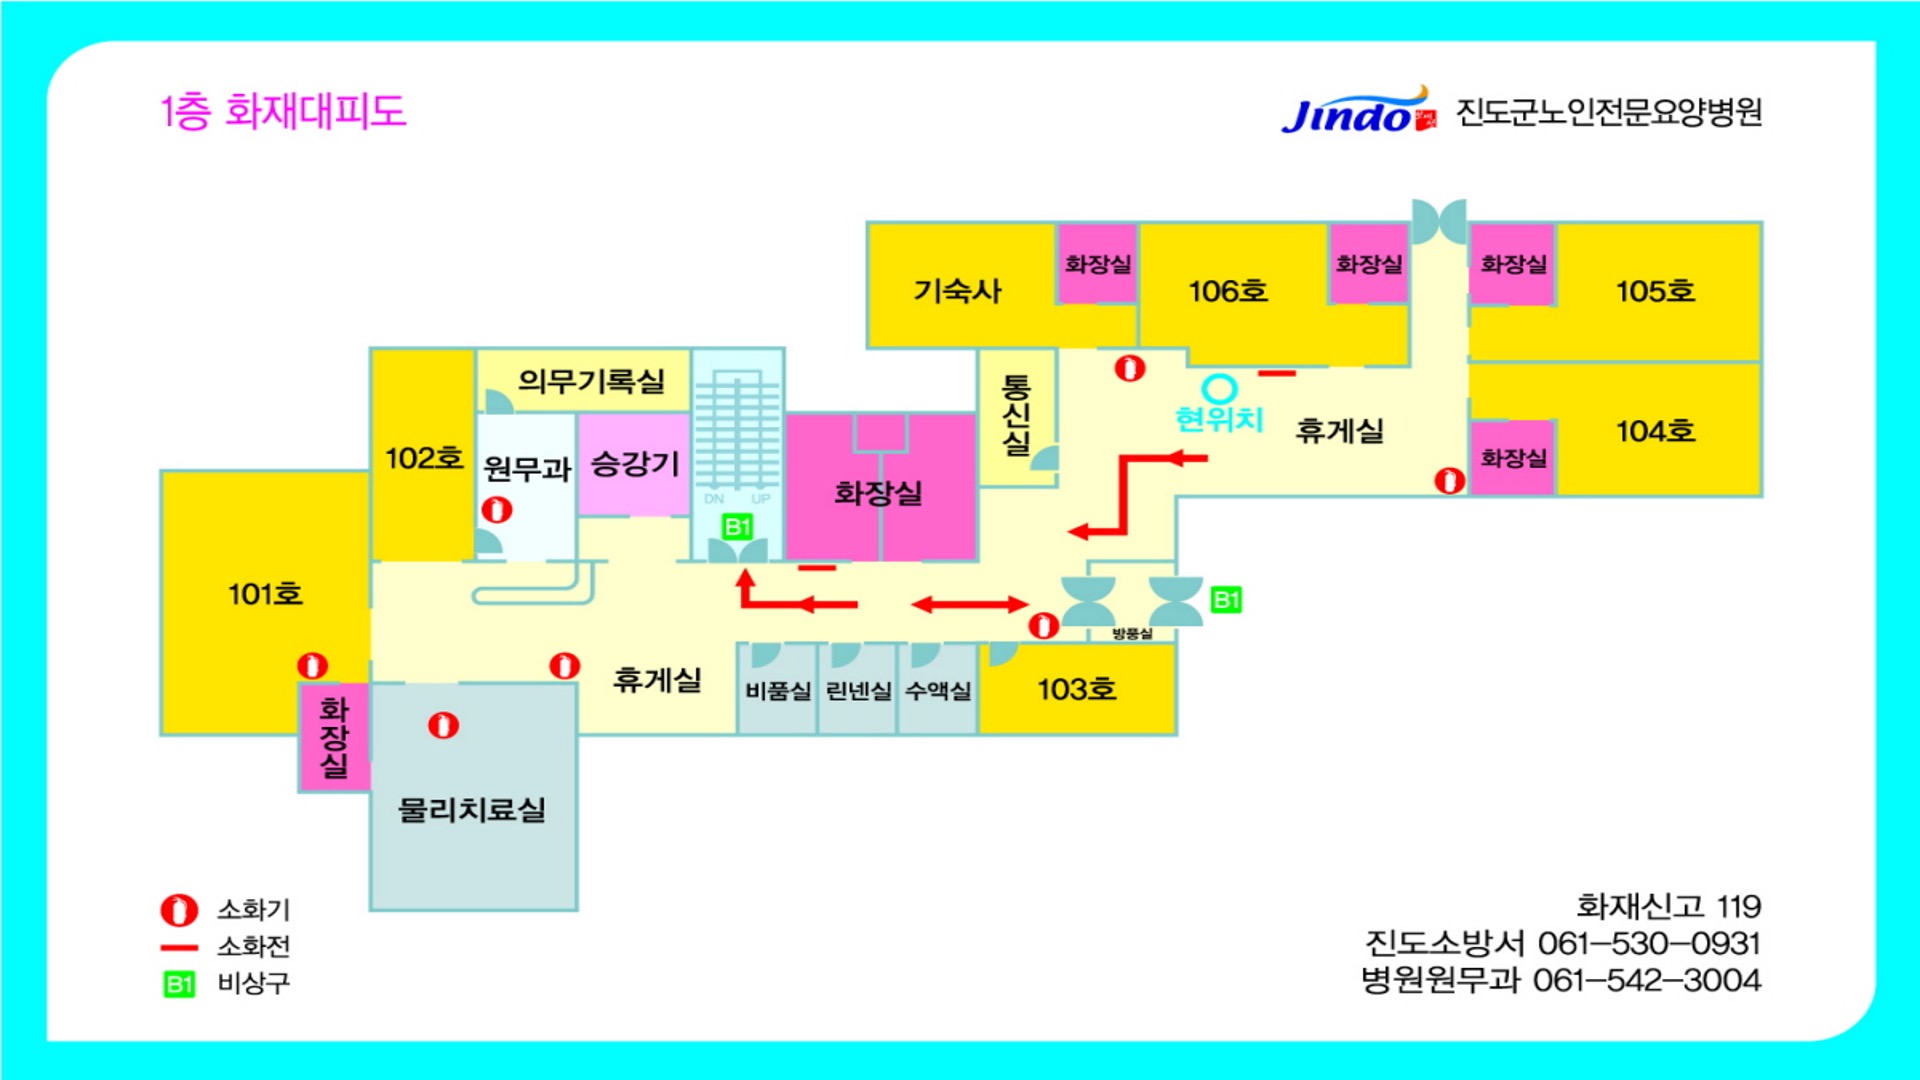 1층 화재대피도
Jindo 진도군노인전문요양병원
기숙사
화장실
106호
화장실
화장실
105호
의무기록실
통신실
현위치
휴게실
104호
화장실
102호
원무과
승강기
DN UP
B1
화장실
101호
B1
방풍실
휴게실
비품실
린넨실
수액실
103호
화장실
물리치료실
소화기
소화전
B1 비상구
화재신고 119
진도소방서 061-530-0931
병원원무과 061-542-3004